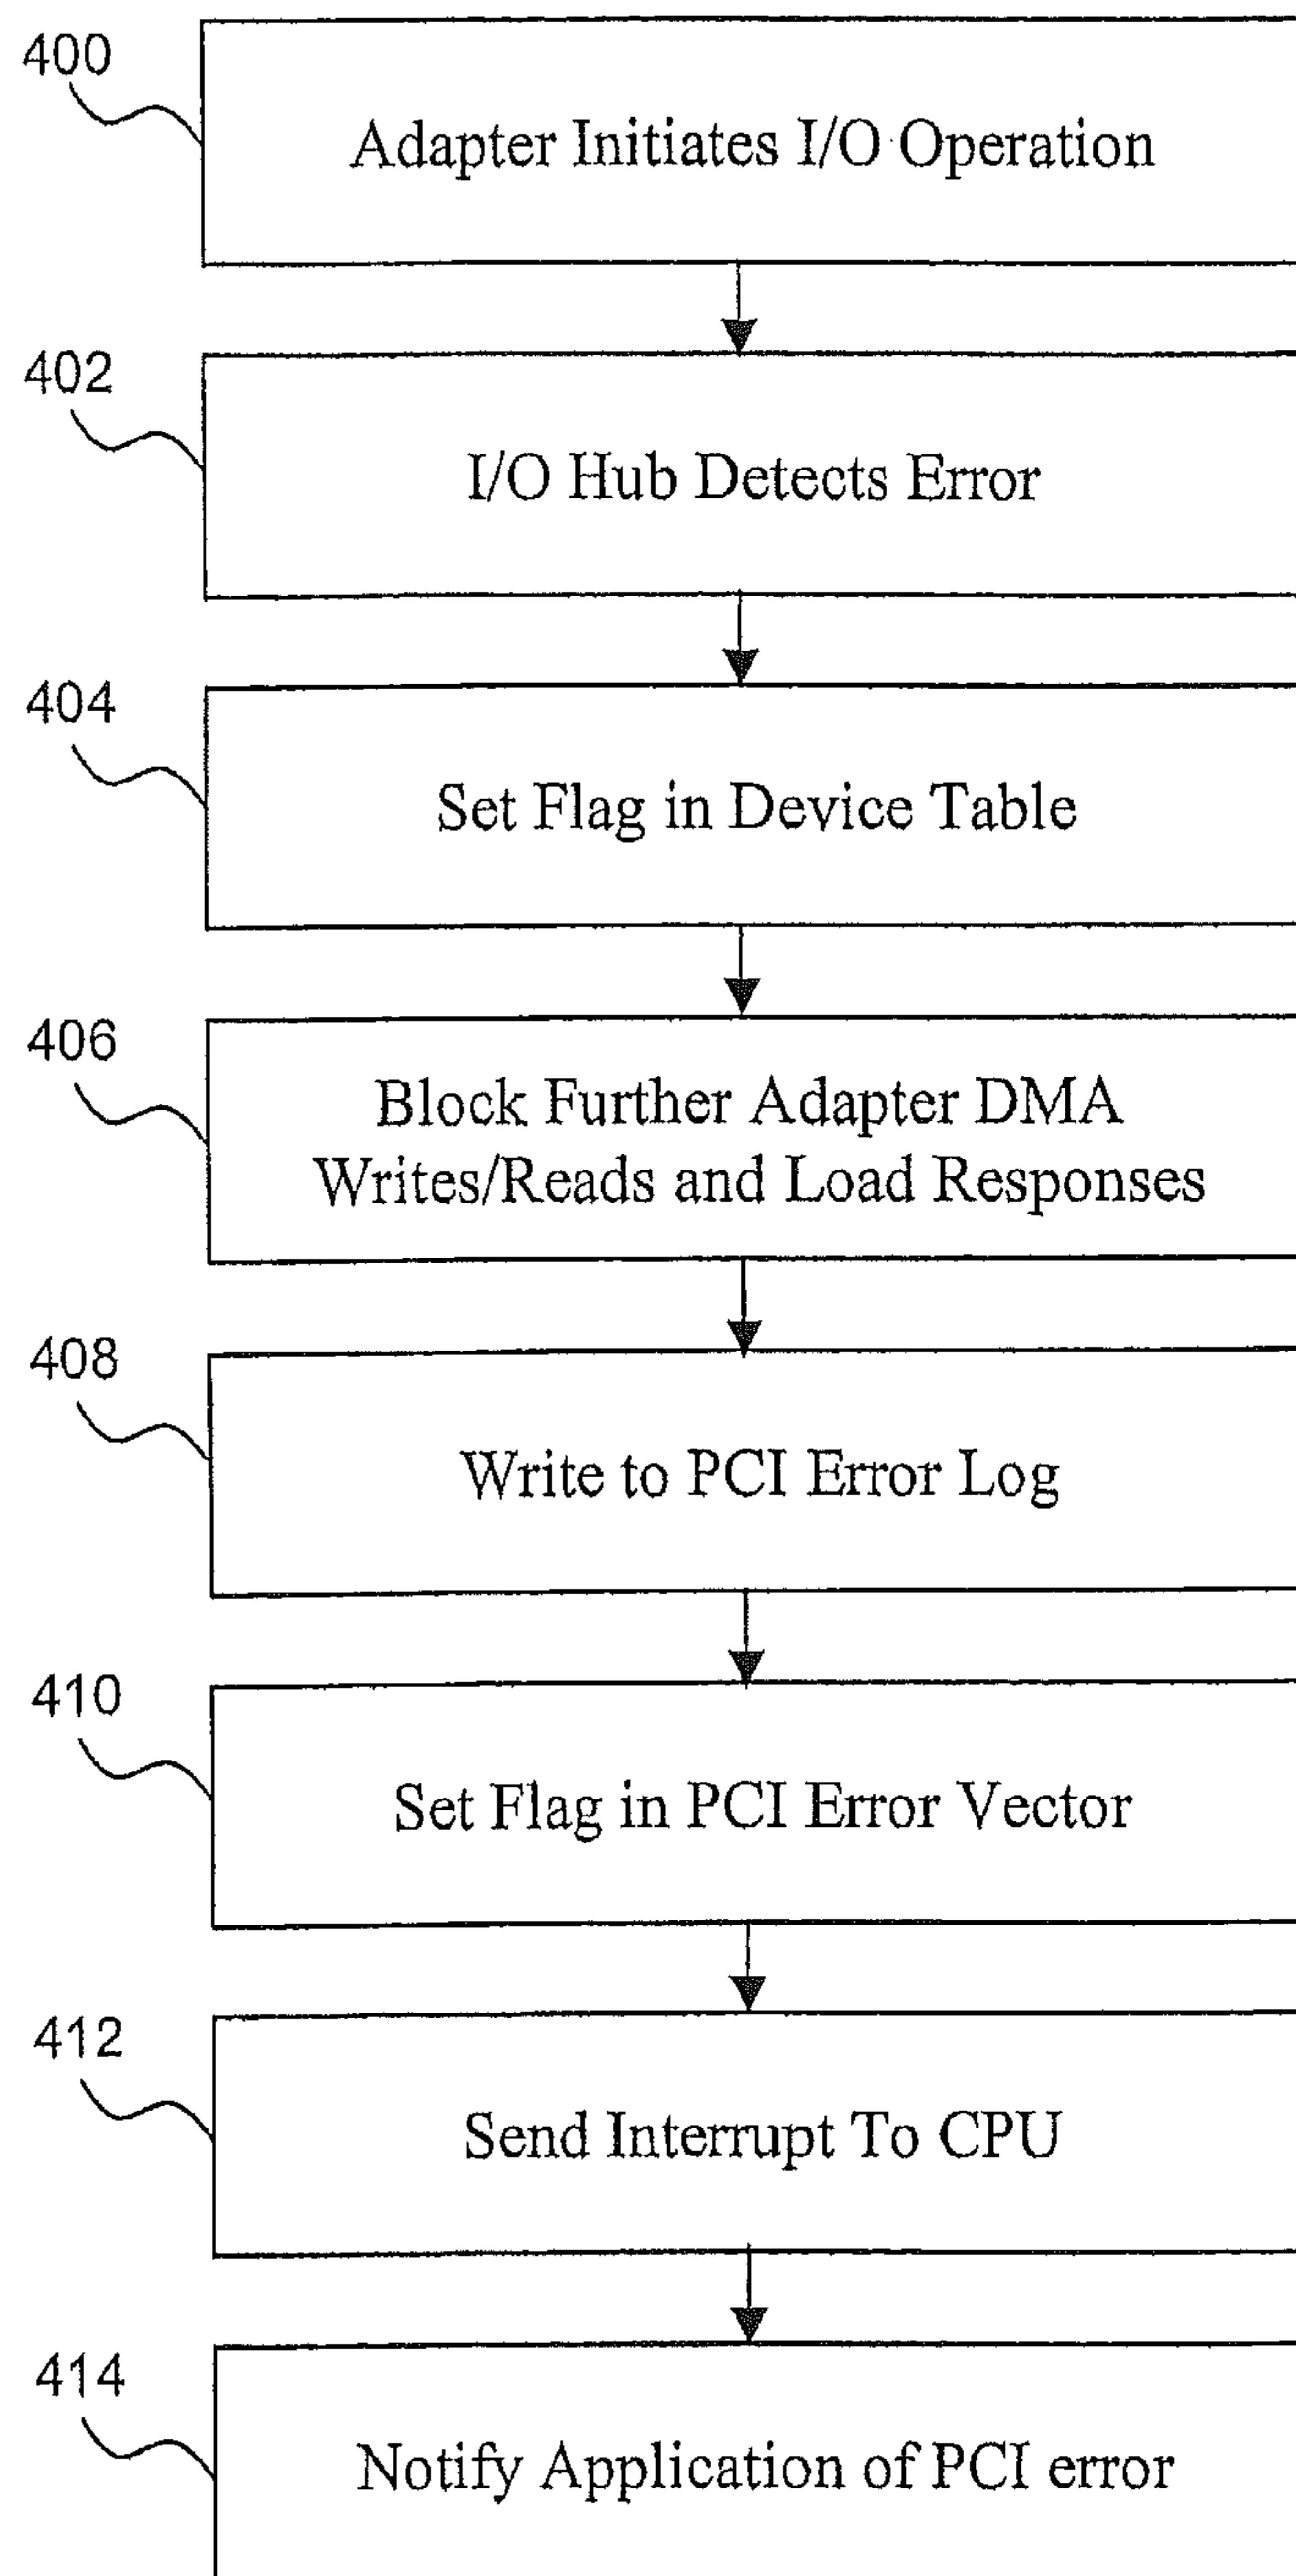 400
Adapter Initiates I/O Operation
402
I/O Hub Detects Error
404
Set Flag in Device Table
406
Block Further Adapter DMA
Writes/Reads and Load Responses
408
Write to PCI Error Log
410
Set Flag in PCI Error Vector
412
Send Interrupt To CPU
414
Notify Application of PCI error